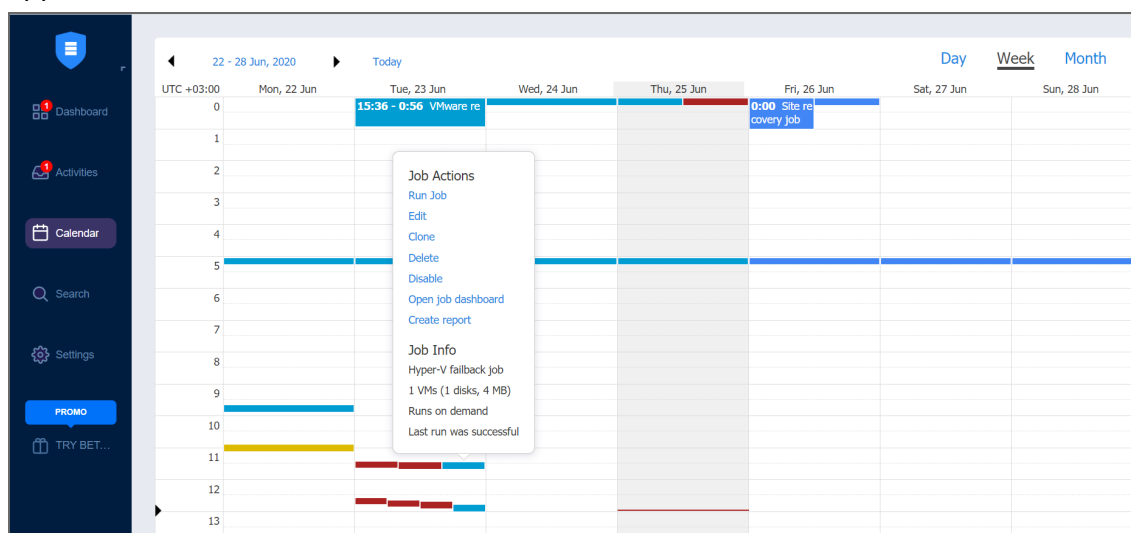 22 - 28 Jun, 2020
Today
Day
Week
Month
UTC +03:00
Mon, 22 Jun
Tue, 23 Jun
Wed, 24 Jun
Thu, 25 Jun
Fri, 26 Jun
Sat, 27 Jun
Sun, 28 Jun
1
Dashboard
1
Activities
Calendar
Search
Settings
PROMO
TRY BET...
0
15:36 - 0:56 VMware re
0:00 Site re
covery job
1
2
3
4
5
6
7
8
9
10
11
12
13
Job Actions
Run Job
Edit
Clone
Delete
Disable
Open job dashboard
Create report
Job Info
Hyper-V failback job
1 VMs (1 disks, 4 MB)
Runs on demand
Last run was successful